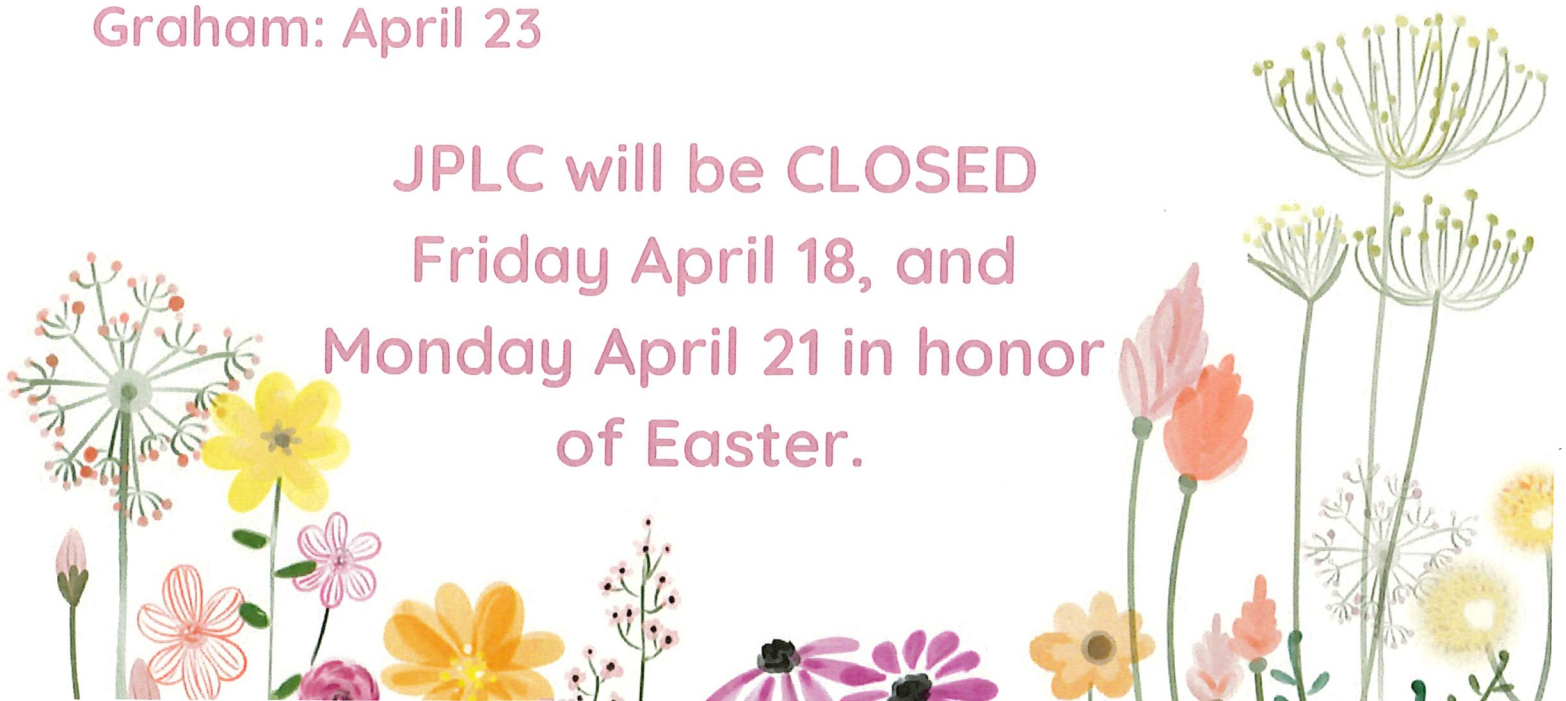 Graham: April 23
JPLC will be CLOSED
Friday April 18, and
Monday April 21 in honor
of Easter.